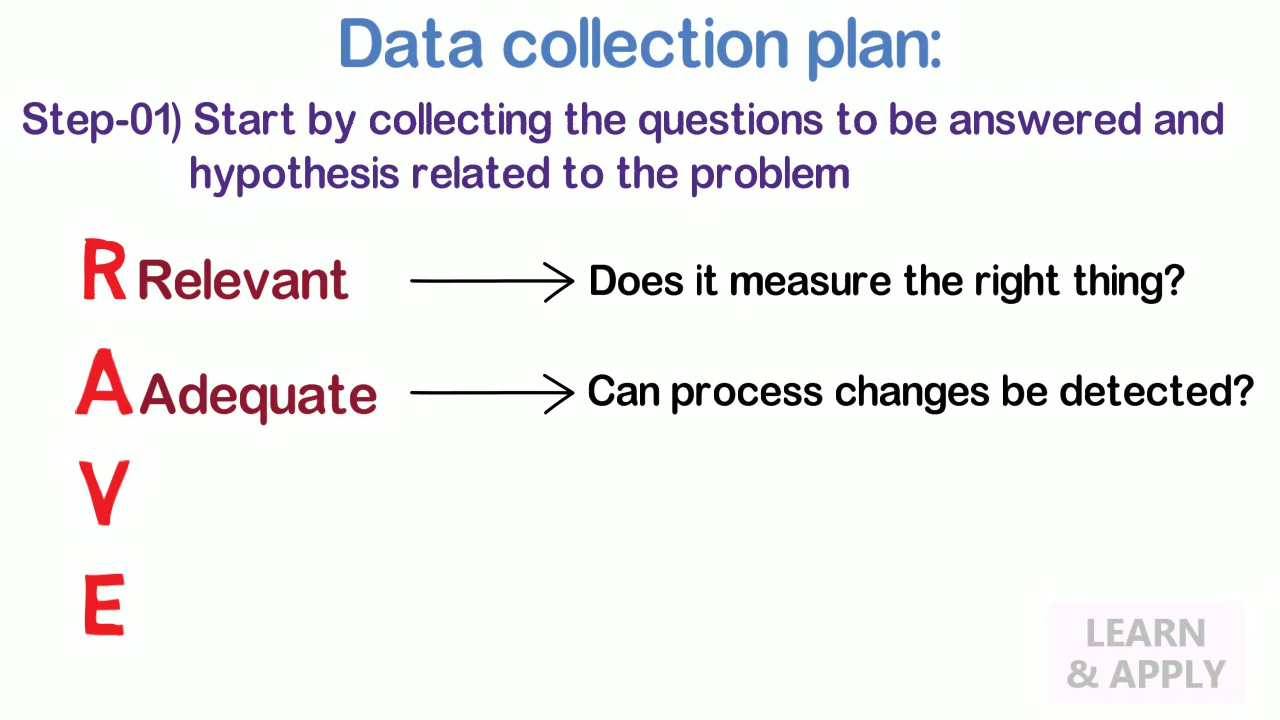 Data collection plan:
Step-01) Start by collecting the questions to be answered and
hypothesis related to the problem
R Relevant Does it measure the right thing?
A Adequate Can process changes be detected?
V
E
LEARN
& APPLY